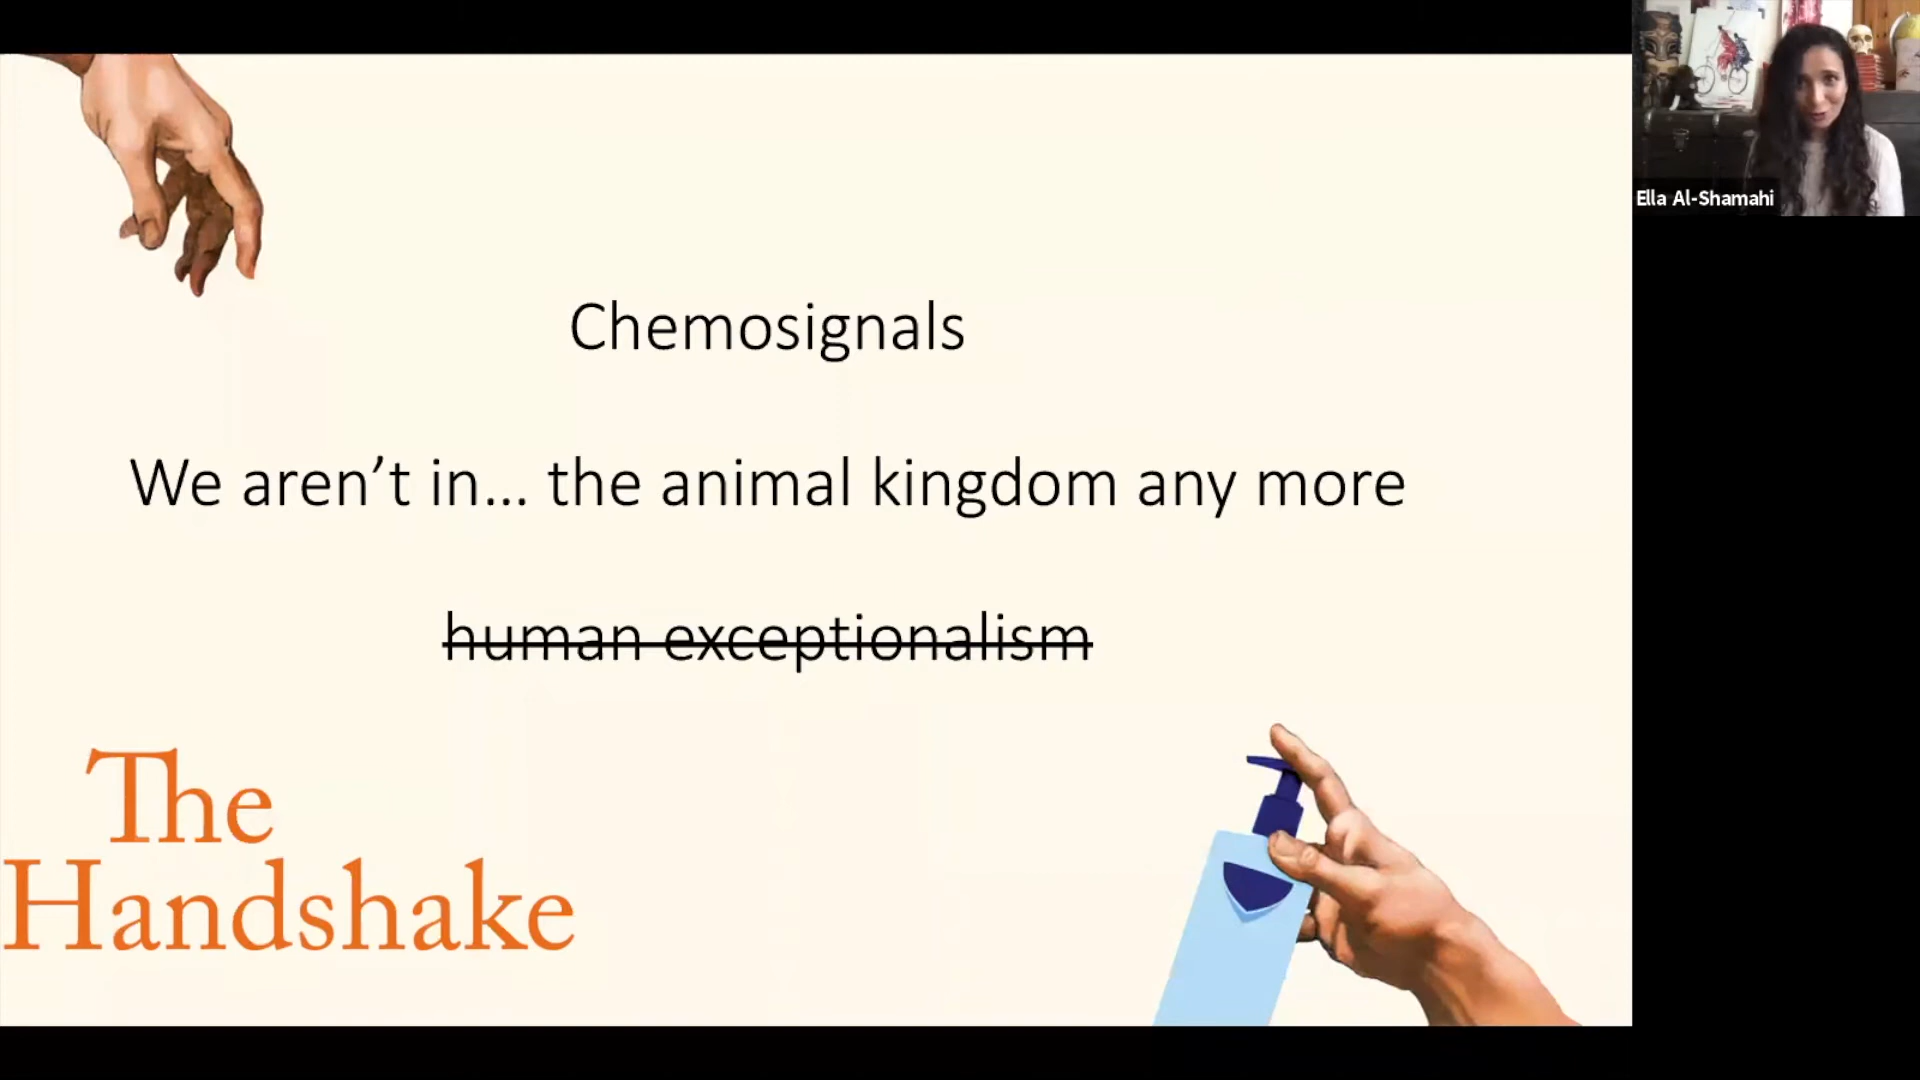 Ella Al-Shamahi
Chemosignals
We aren’t in... the animal kingdom any more
human exceptionalism
The
Handshake